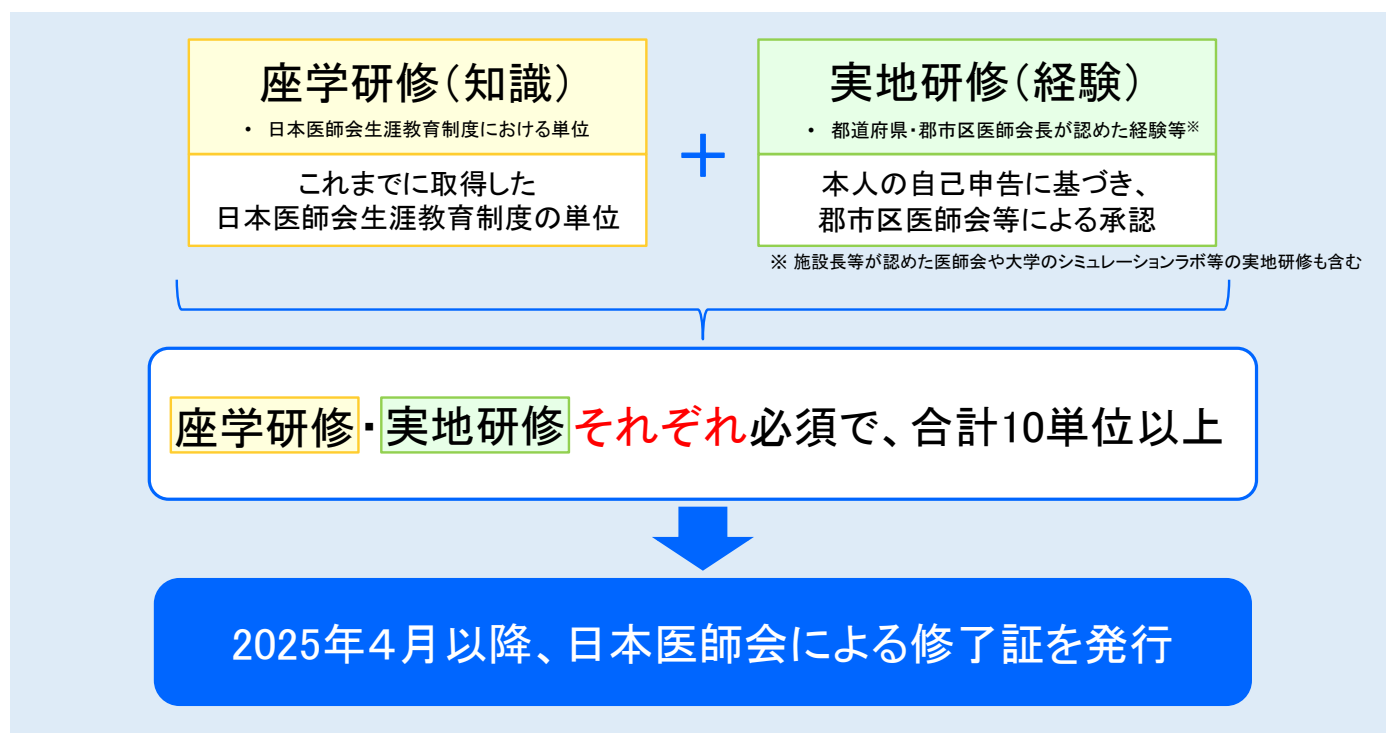 座学研修（知識）
• 日本医師会生涯教育制度における単位
これまでに取得した
日本医師会生涯教育制度の単位
＋
実地研修（経験）
• 都道府県・郡市区医師会長が認めた経験等※
本人の自己申告に基づき、
郡市区医師会等による承認
※ 施設長等が認めた医師会や大学のシミュレーションラボ等の実地研修も含む
座学研修・実地研修それぞれ必須で、合計10単位以上
2025年４月以降、日本医師会による修了証を発行